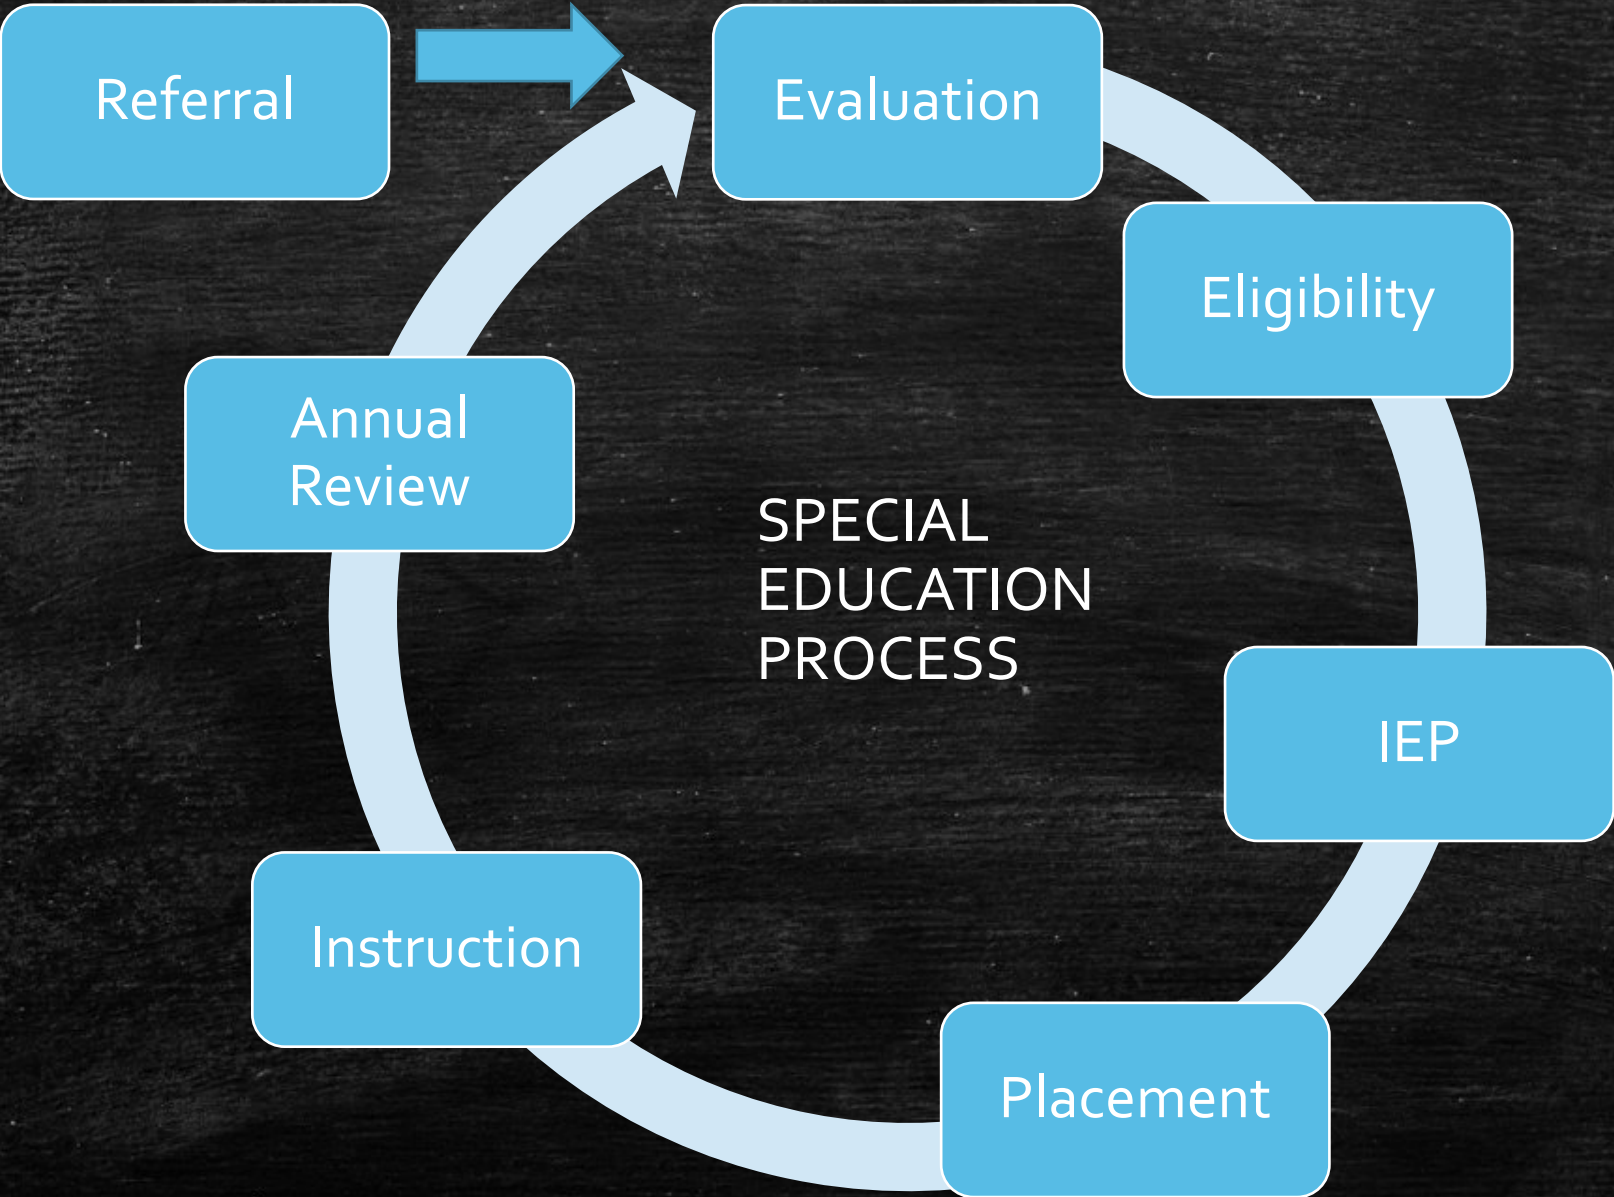 Referral
Evaluation
Eligibility
Annual
Review
SPECIAL
EDUCATION
PROCESS
IEP
Instruction
Placement